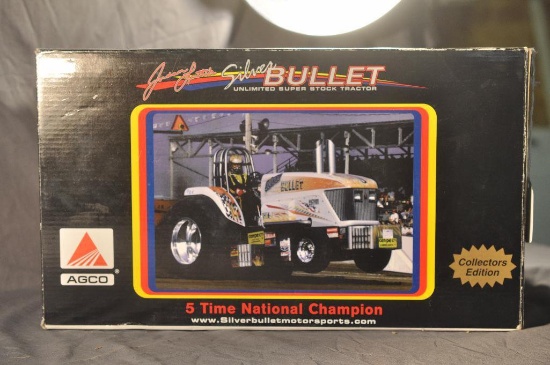 Silver BULLET
UNLIMITED SUPER STOCK TRACTOR
BULLET
AGCO
Collectors
Edition
5 Time National Champion
www.Silverbulletmotorsports.com